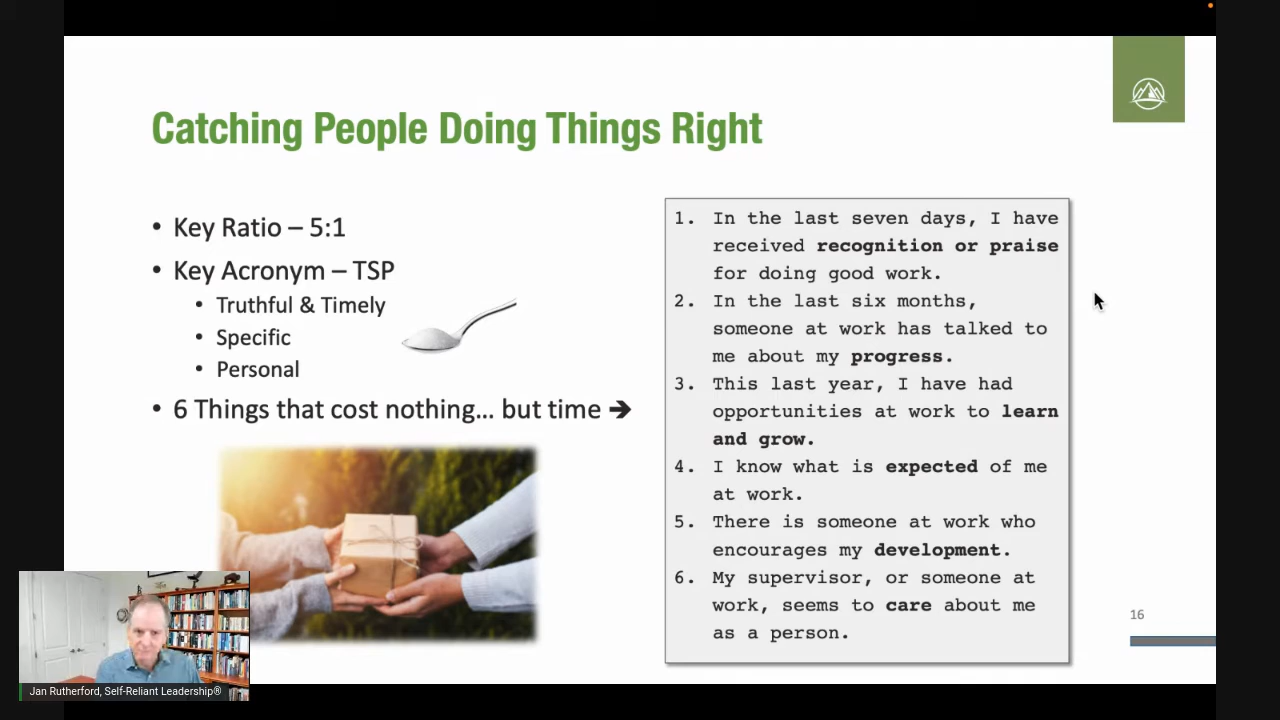 Catching People Doing Things Right
• Key Ratio – 5:1
• Key Acronym – TSP
• Truthful & Timely
• Specific
• Personal
• 6 Things that cost nothing... but time ➔
1. In the last seven days, I have
received recognition or praise
for doing good work.
2. In the last six months,
someone at work has talked to
me about my progress.
3. This last year, I have had
opportunities at work to learn
and grow.
4. I know what is expected of me
at work.
5. There is someone at work who
encourages my development.
6. My supervisor, or someone at
work, seems to care about me
as a person.
16
Jan Rutherford, Self-Reliant Leadership®